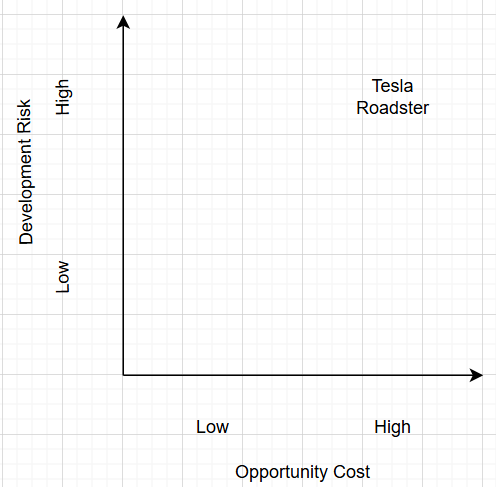 High
Tesla
Roadster
Development Risk
Low
Low
High
Opportunity Cost